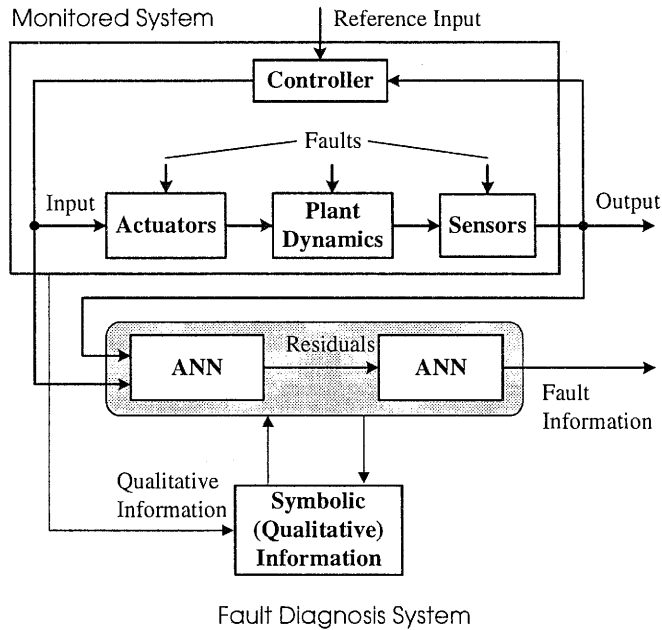 Monitored System
Reference Input
Controller
Faults
Input
Actuators
Plant
Dynamics
Sensors
Output
ANN
Residuals
ANN
Fault
Information
Qualitative
Information
Symbolic
(Qualitative)
Information
Fault Diagnosis System